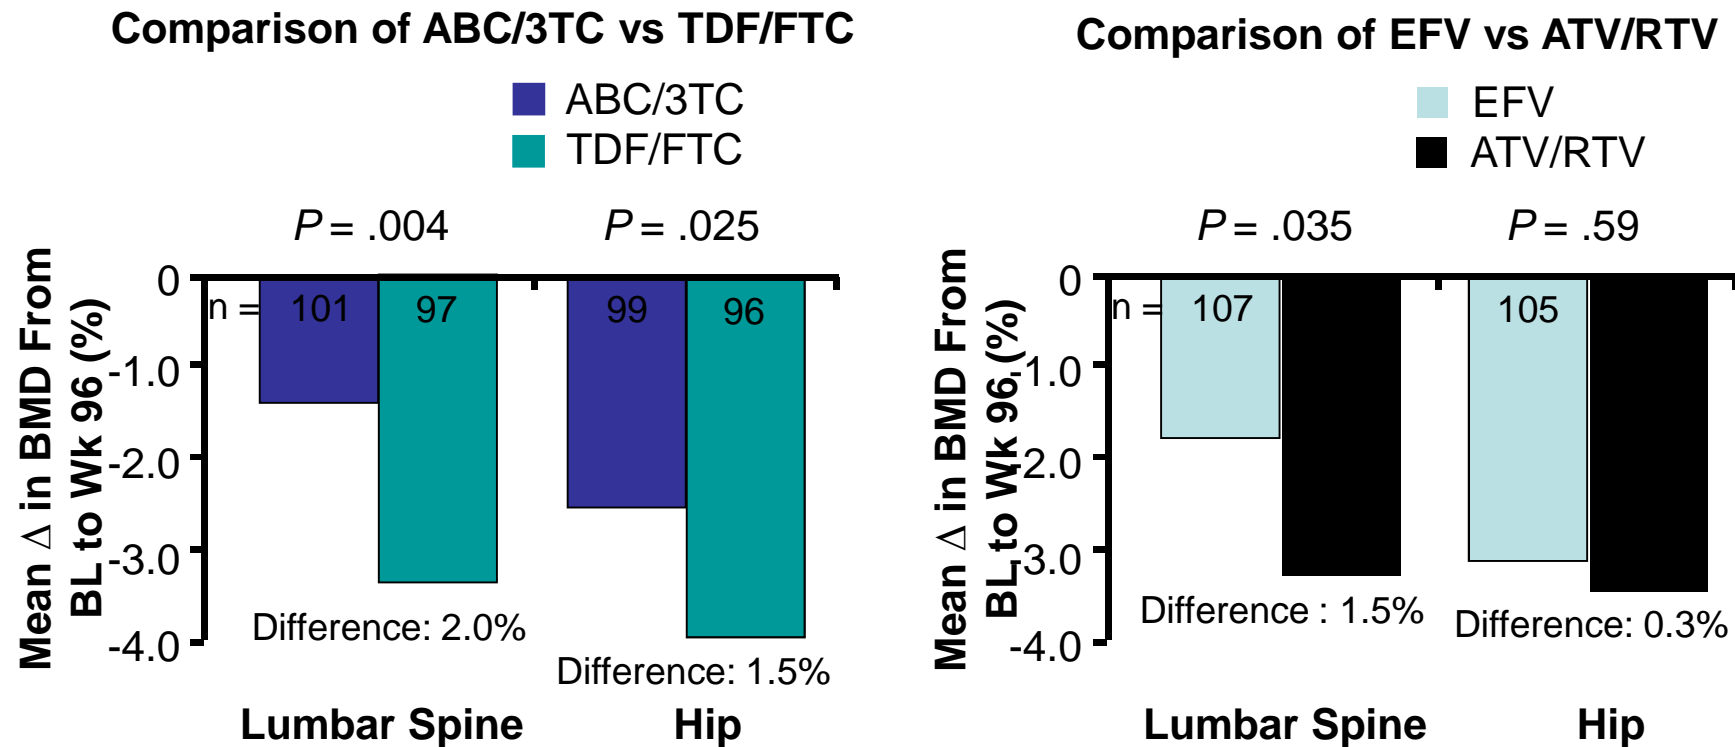 Comparison of ABC/3TC vs TDF/FTC
ABC/3TC
TDF/FTC
P = .004
P = .025
Mean Δ in BMD From
BL to Wk 96 (%)
0
-1.0
-2.0
-3.0
-4.0
n =
101
97
99
96
Difference: 2.0%
Difference: 1.5%
Lumbar Spine
Hip
Comparison of EFV vs ATV/RTV
EFV
ATV/RTV
P = .035
P = .59
Mean Δ in BMD From
BL to Wk 96 (%)
0
-1.0
-2.0
-3.0
-4.0
n =
107
105
Difference : 1.5%
Difference: 0.3%
Lumbar Spine
Hip